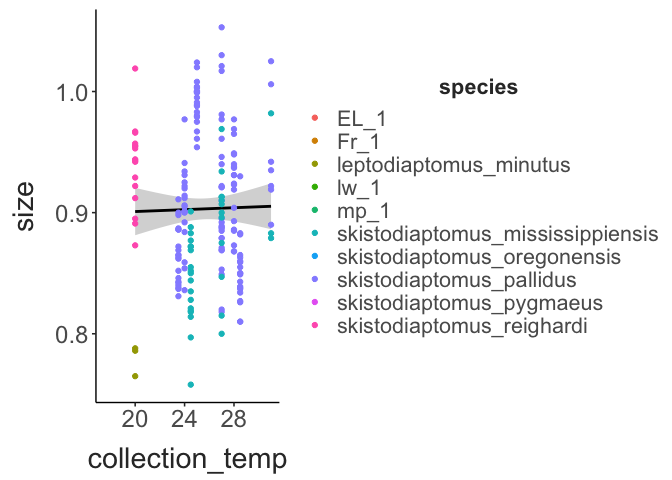 size
1.0
0.9
0.8
20 24 28
collection_temp
species
EL_1
Fr_1
leptodiaptomus_minutus
lw_1
mp_1
skistodiaptomus_mississippiensis
skistodiaptomus_oregonensis
skistodiaptomus_pallidus
skistodiaptomus_pygmaeus
skistodiaptomus_reighardi